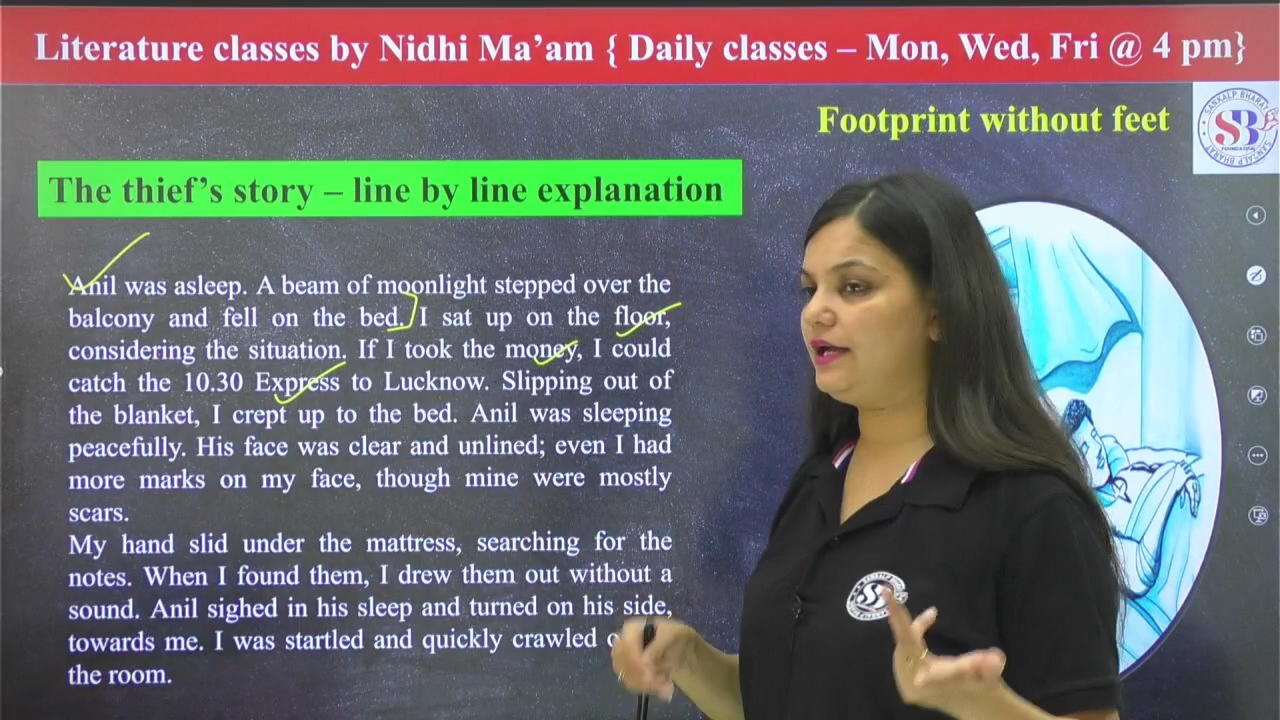 Literature classes by Nidhi Ma’am { Daily classes – Mon, Wed, Fri @ 4 pm}
Footprint without feet
SANKALP BHARAT
SB
FOUNDATION
The thief’s story – line by line explanation
Anil was asleep. A beam of moonlight stepped over the
balcony and fell on the bed. I sat up on the floor,
considering the situation. If I took the money, I could
catch the 10.30 Express to Lucknow. Slipping out of
the blanket, I crept up to the bed. Anil was sleeping
peacefully. His face was clear and unlined; even I had
more marks on my face, though mine were mostly
scars.
My hand slid under the mattress, searching for the
notes. When I found them, I drew them out without a
sound. Anil sighed in his sleep and turned on his side,
towards me. I was startled and quickly crawled
the room.